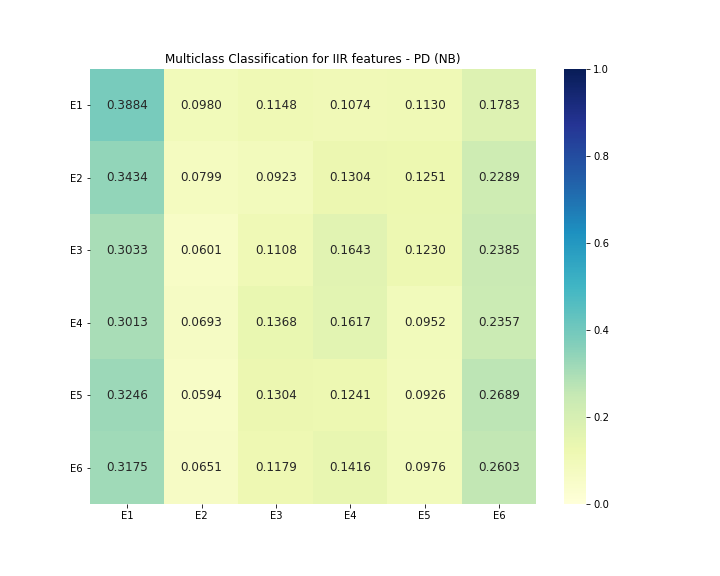 Multiclass Classification for IIR features - PD (NB)
E1 0.3884 0.0980 0.1148 0.1074 0.1130 0.1783
E2 0.3434 0.0799 0.0923 0.1304 0.1251 0.2289
E3 0.3033 0.0601 0.1108 0.1643 0.1230 0.2385
E4 0.3013 0.0693 0.1368 0.1617 0.0952 0.2357
E5 0.3246 0.0594 0.1304 0.1241 0.0926 0.2689
E6 0.3175 0.0651 0.1179 0.1416 0.0976 0.2603
E1 E2 E3 E4 E5 E6
1.0
0.8
0.6
0.4
0.2
0.0